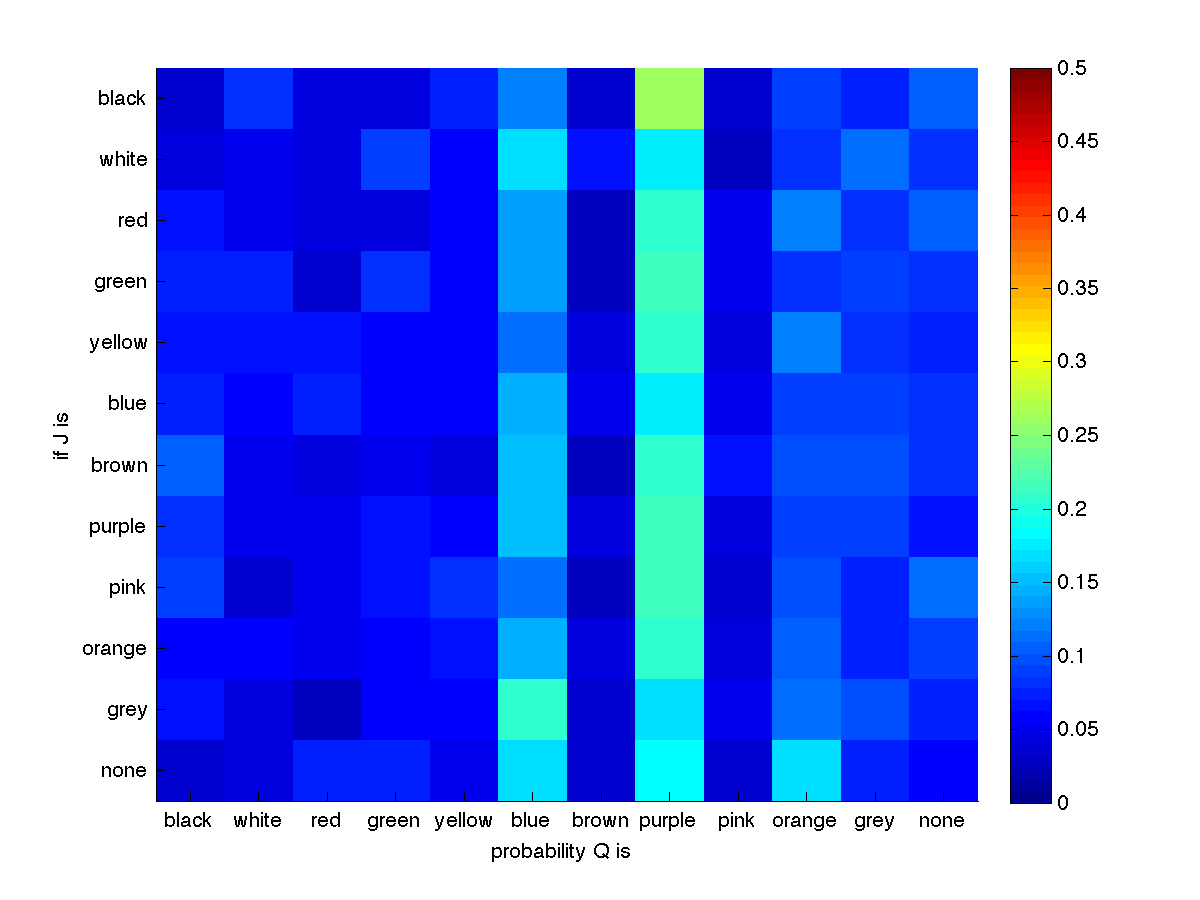 black
white
red
green
yellow
blue
brown
purple
pink
orange
grey
none
if J is
black white red green yellow blue brown purple pink orange grey none
probability Q is
0.5
0.45
0.4
0.35
0.3
0.25
0.2
0.15
0.1
0.05
0